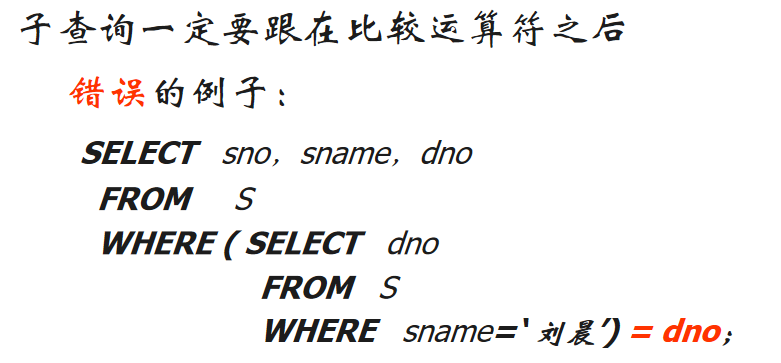 子查询一定要跟在比较运算符之后
错误的例子：
SELECT sno，sname，dno
FROM S
WHERE ( SELECT dno
FROM S
WHERE sname=' 刘晨’) = dno；